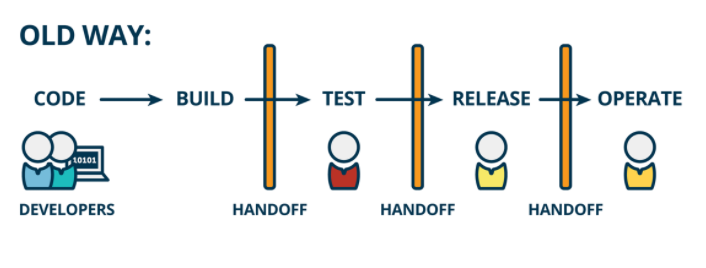 OLD WAY:
CODE BUILD TEST RELEASE OPERATE
10101
DEVELOPERS HANDOFF HANDOFF HANDOFF